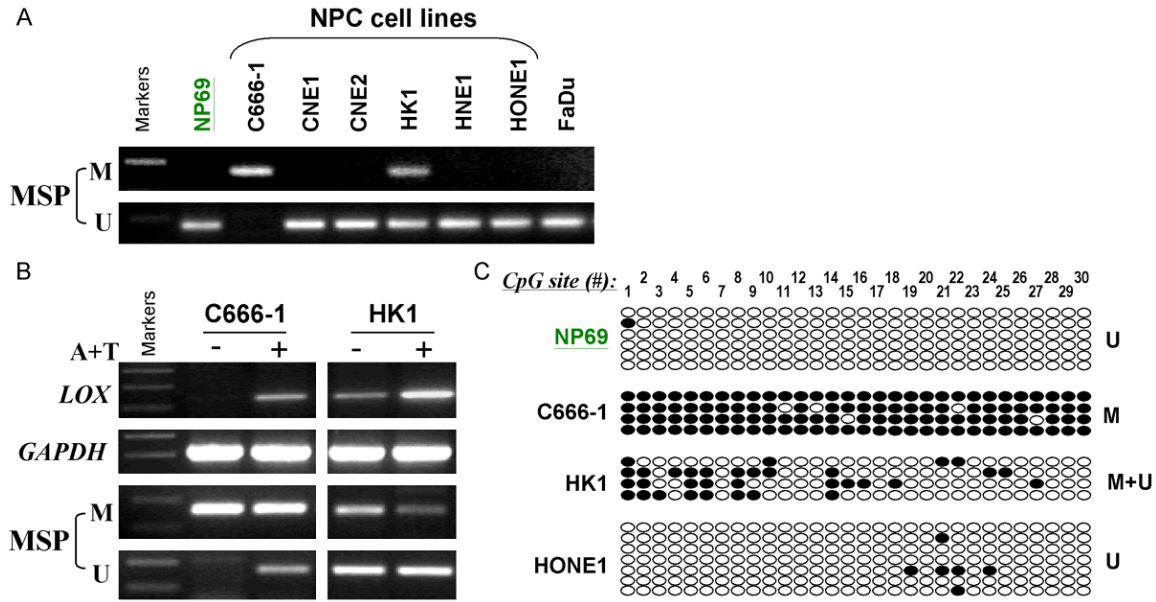 A
NPC cell lines
Markers
NP69
C666-1
CNE1
CNE2
HK1
HNE1
HONE1
FaDu
MSP
M
U
B
Markers
C666-1
HK1
A+T
- + - +
LOX
GAPDH
MSP
M
U
C
CpG site (#):
2 4 6 8 10 12 14 16 18 20 22 24 26 28 30
1 3 5 7 9 11 13 15 17 19 21 23 25 27 29
NP69
U
C666-1
M
HK1
M+U
HONE1
U